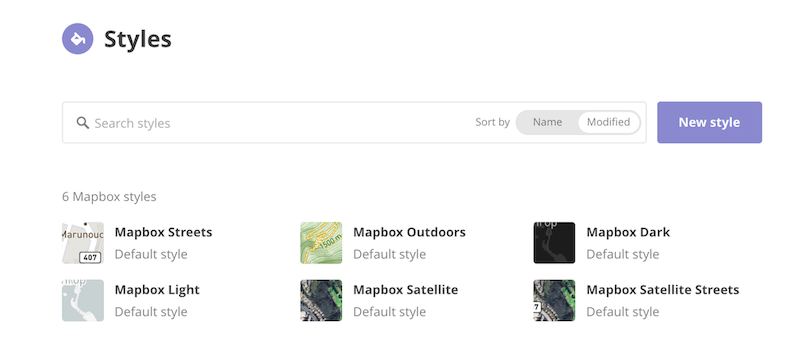 Styles
Search styles
Sort by Name Modified
New style
6 Mapbox styles
Marunouc
407
Mapbox Streets
Default style
1500 m
Mapbox Outdoors
Default style
Mapbox Dark
Default style
Mapbox Light
Default style
Mapbox Satellite
Default style
7
Mapbox Satellite Streets
Default style